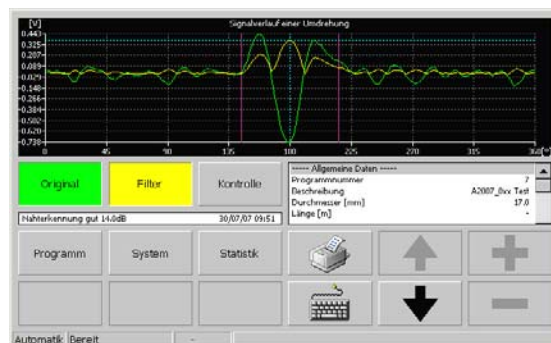 [V] Signalverlauf einer Umdrehung
0.443
0.325
0.207
0.089
-0.029
-0.148
-0.266
-0.384
-0.502
-0.620
-0.738
0 45 90 135 180 225 270 315 360[°]
Original Filter Kontrolle
----- Allgemeine Daten -----
Programmnummer 7
Beschreibung A2007_0xx Test
Durchmesser [mm] 17.0
Länge [m] -
Nahterkennung gut 14.0dB 30/07/07 09:51
Programm System Statistik
Automatik Bereit -